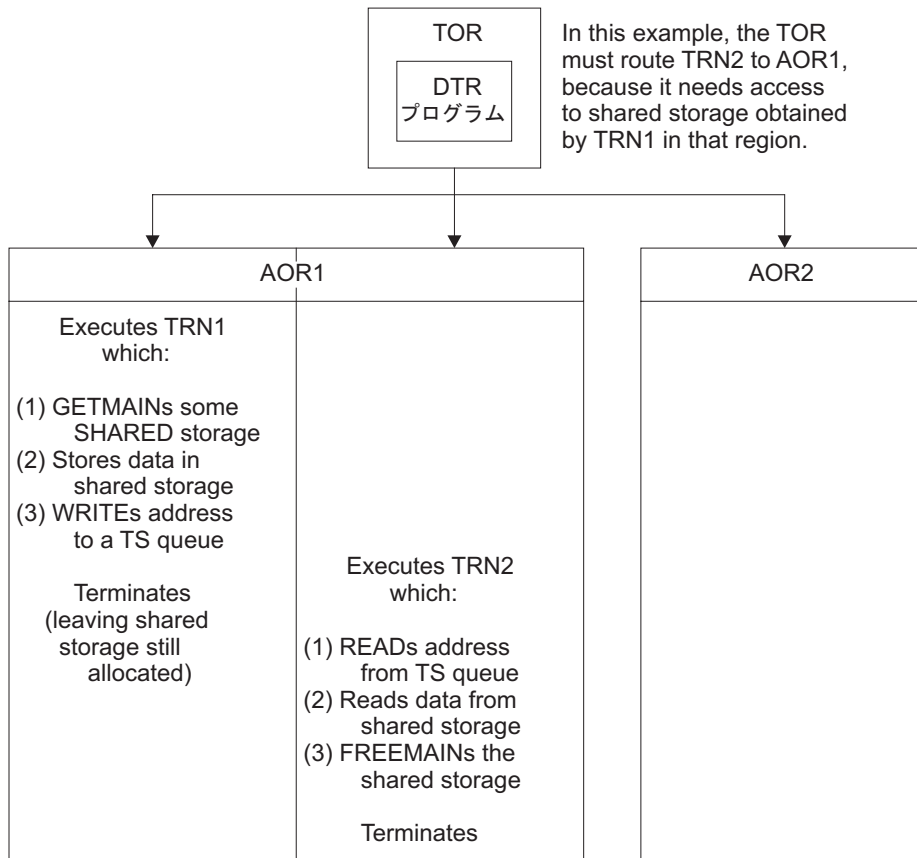 TOR
DTR
プログラム
In this example, the TOR
must route TRN2 to AOR1,
because it needs access
to shared storage obtained
by TRN1 in that region.
AOR1
AOR2
Executes TRN1
which:
(1) GETMAINs some
SHARED storage
(2) Stores data in
shared storage
(3) WRITEs address
to a TS queue
Terminates
(leaving shared
storage still
allocated)
Executes TRN2
which:
(1) READs address
from TS queue
(2) Reads data from
shared storage
(3) FREEMAINs the
shared storage
Terminates